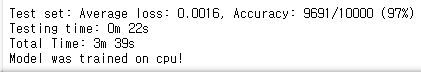 Test set: Average loss: 0.0016, Accuracy: 9691/10000 (97%)
Testing time: 0m 22s
Total Time: 3m 39s
Model was trained on cpu!